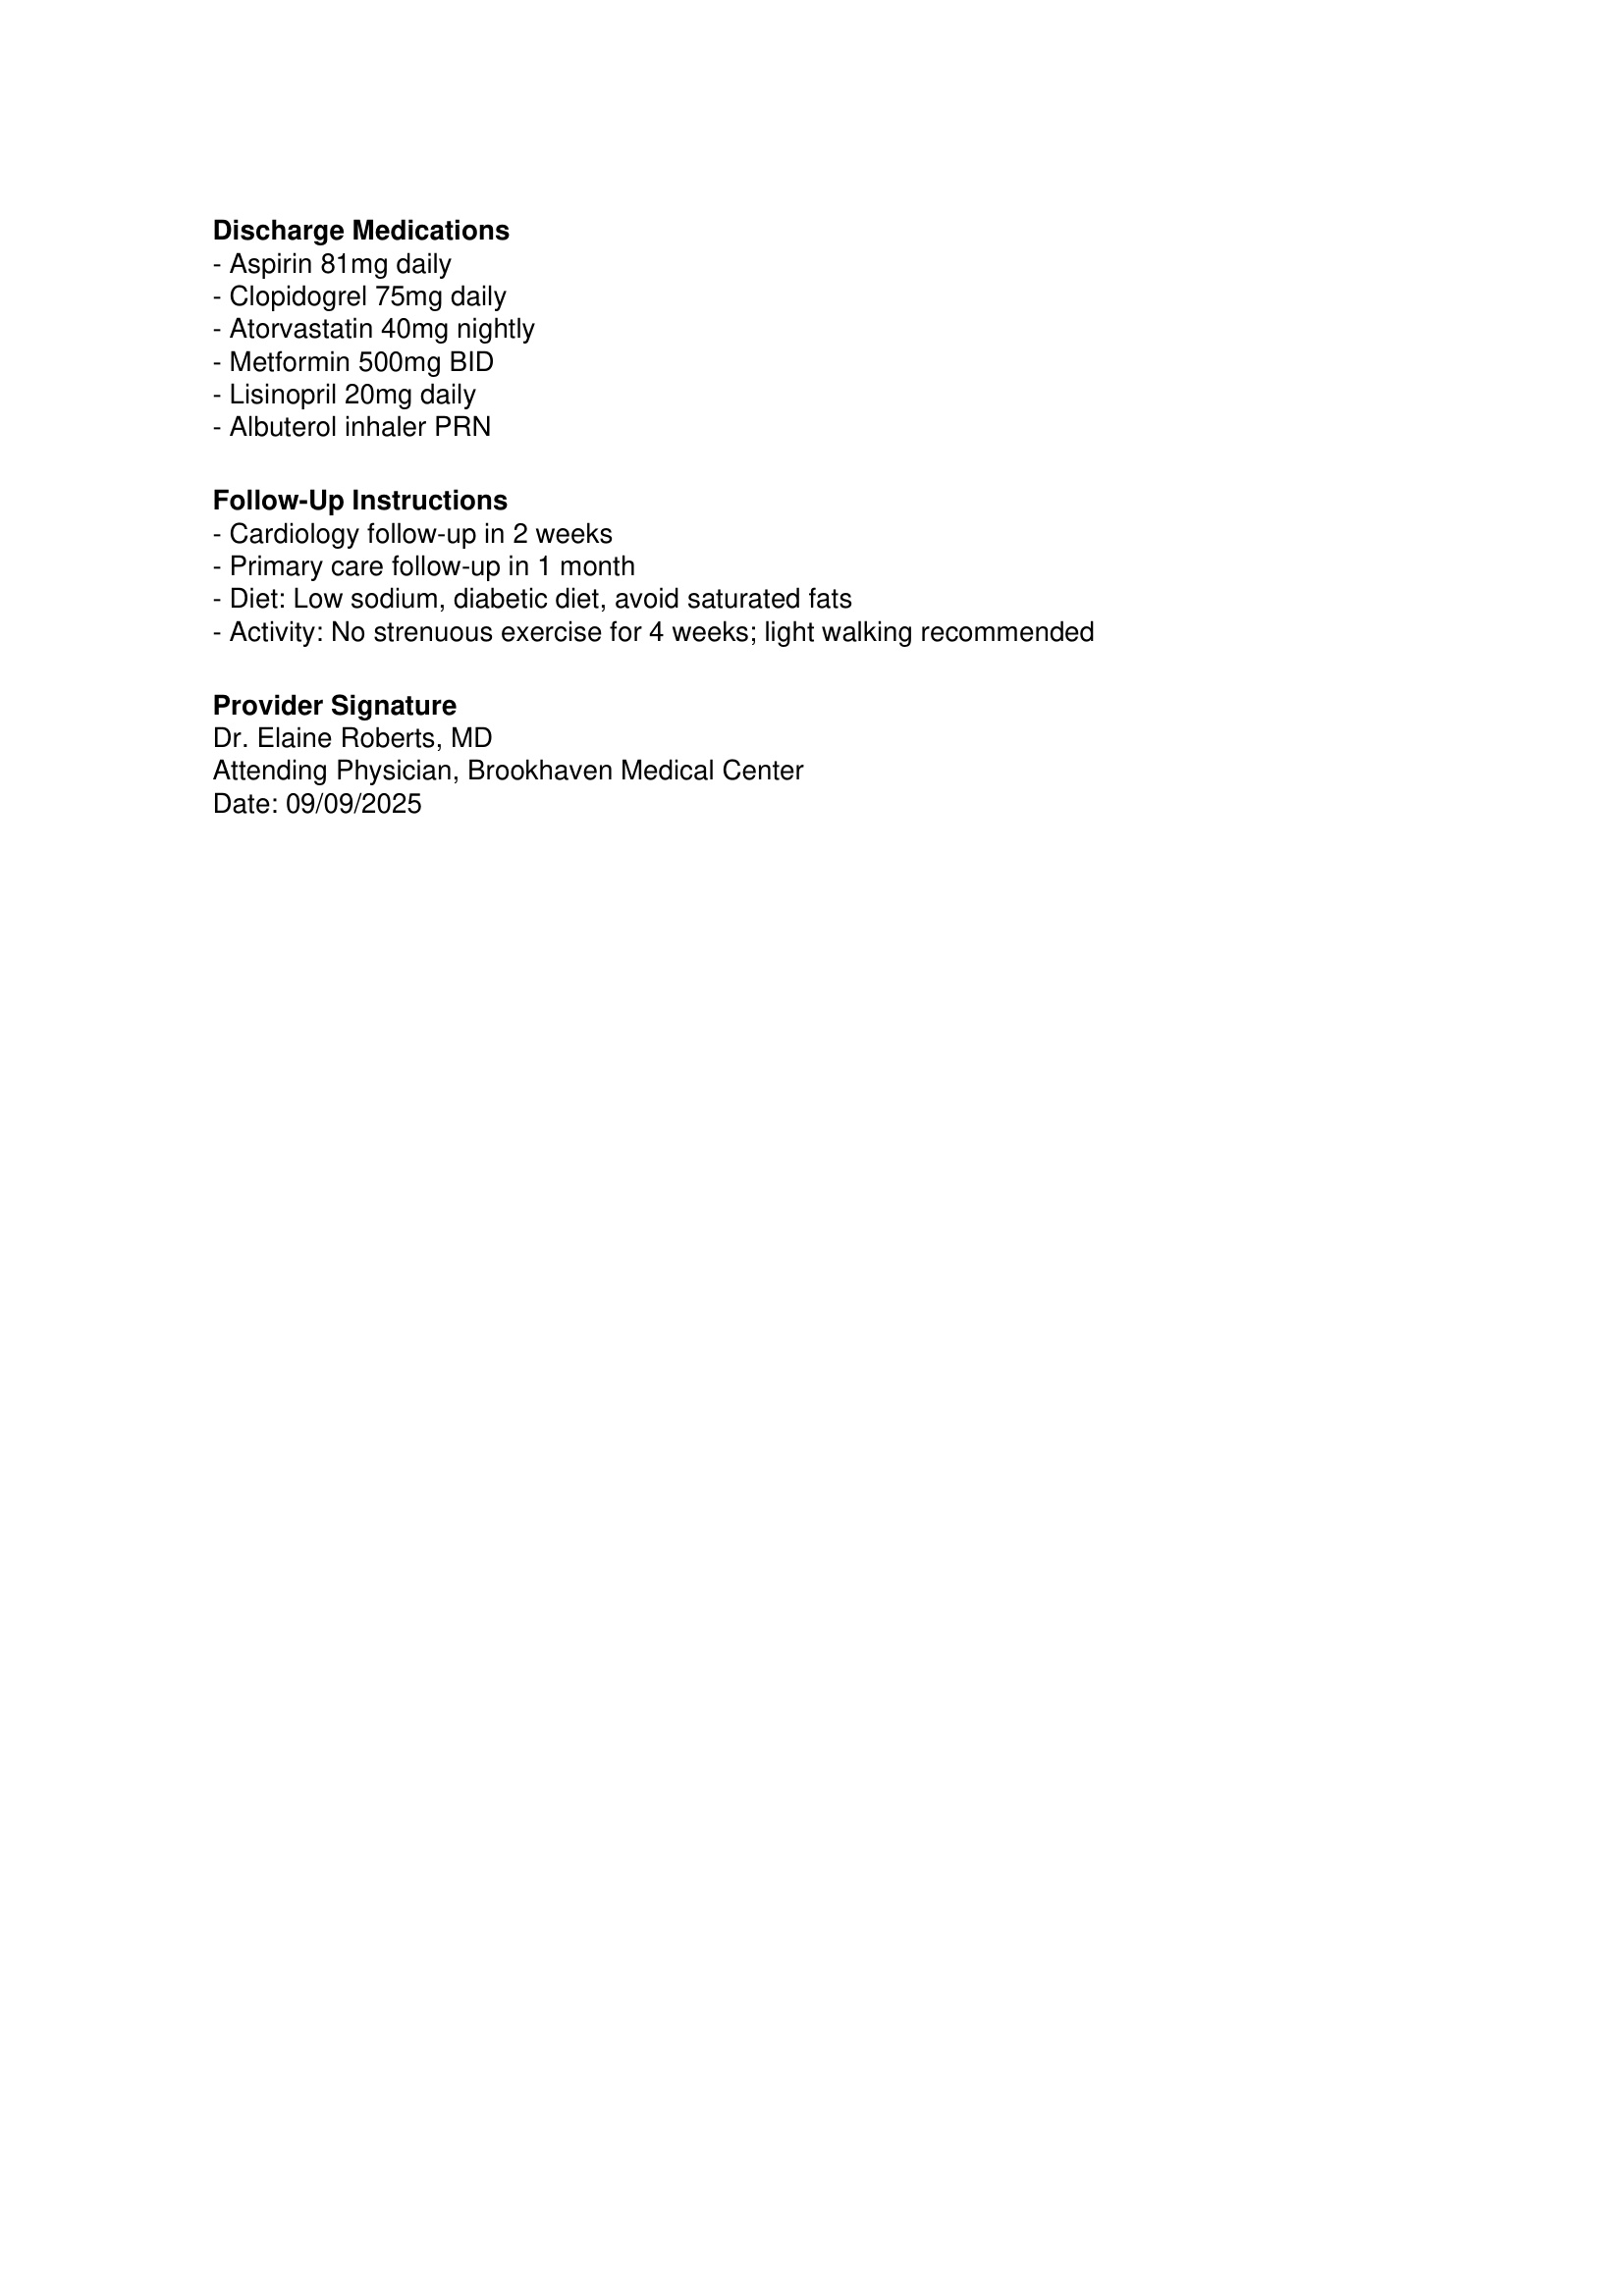 Discharge Medications
- Aspirin 81mg daily
- Clopidogrel 75mg daily
- Atorvastatin 40mg nightly
- Metformin 500mg BID
- Lisinopril 20mg daily
- Albuterol inhaler PRN
Follow-Up Instructions
- Cardiology follow-up in 2 weeks
- Primary care follow-up in 1 month
- Diet: Low sodium, diabetic diet, avoid saturated fats
- Activity: No strenuous exercise for 4 weeks; light walking recommended
Provider Signature
Dr. Elaine Roberts, MD
Attending Physician, Brookhaven Medical Center
Date: 09/09/2025